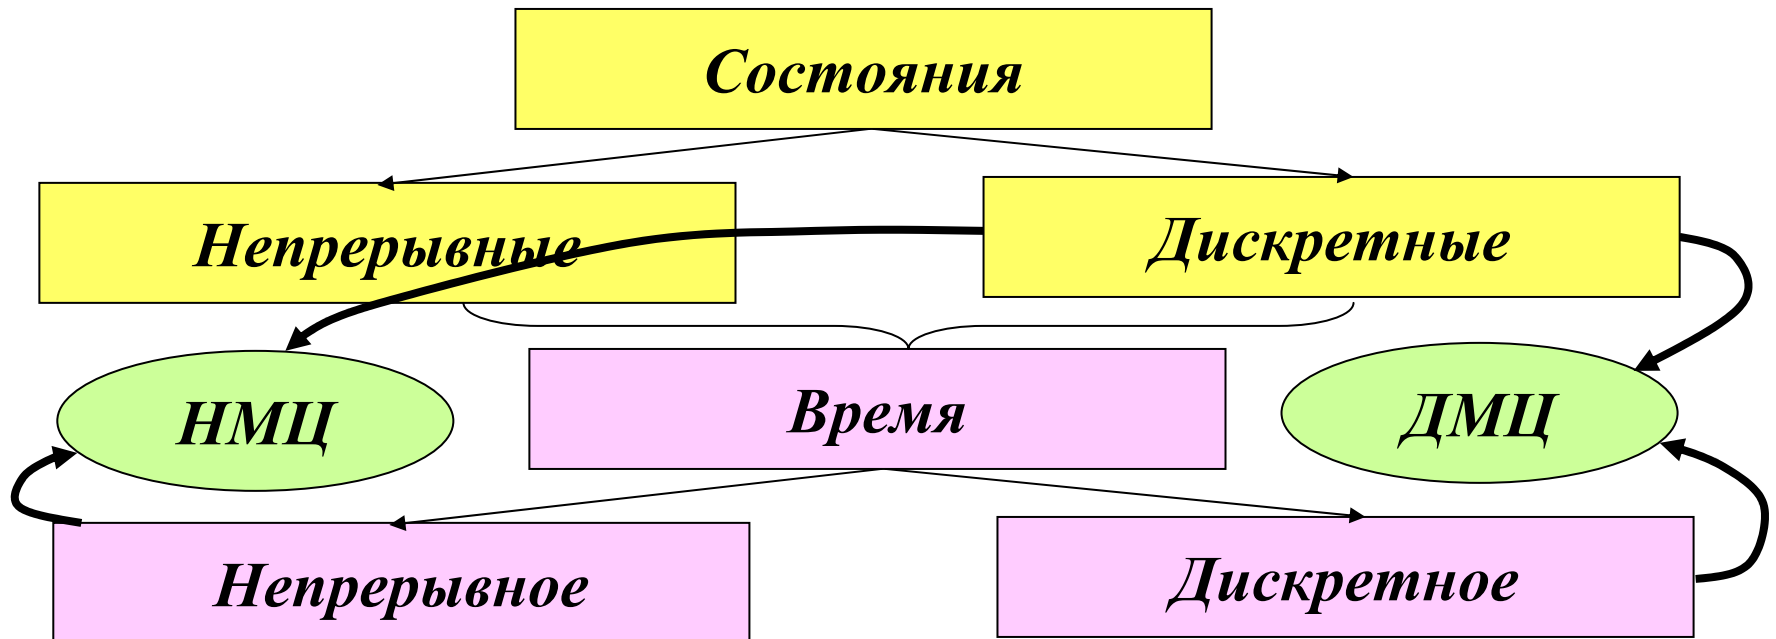 Состояния
Непрерывные
Дискретные
НМЦ
Время
ДМЦ
Непрерывное
Дискретное